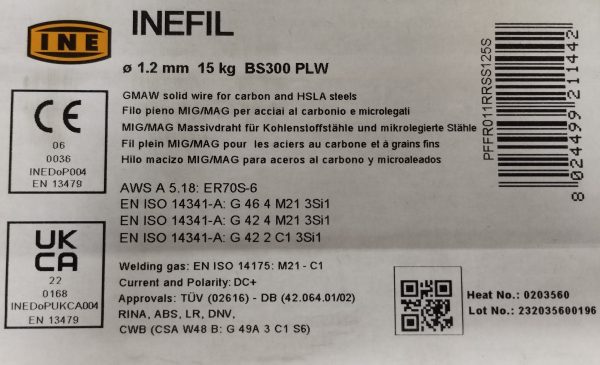 INE
INEFIL
ø 1.2 mm 15 kg BS300 PLW
GMAW solid wire for carbon and HSLA steels
Filo pieno MIG/MAG per acciai al carbonio e microlegati
MIG/MAG Massivdraht für Kohlenstoffstähle und mikrolegierte Stähle
Fil plein MIG/MAG pour les aciers au carbone et à grains fins
Hilo macizo MIG/MAG para aceros al carbono y microaleados
AWS A 5.18: ER70S-6
EN ISO 14341-A: G 46 4 M21 3Si1
EN ISO 14341-A: G 42 4 M21 3Si1
EN ISO 14341-A: G 42 2 C1 3Si1
Welding gas: EN ISO 14175: M21 - C1
Current and Polarity: DC+
Approvals: TÜV (02616) - DB (42.064.01/02)
RINA, ABS, LR, DNV,
CWB (CSA W48 B: G 49A 3 C1 S6)
CE
06
0036
INEDoP004
EN 13479
UK
CA
22
0168
INEDoPUKCA004
EN 13479
PFFR011RRSS125S
8 024499 211442
Heat No.: 0203560
Lot No.: 232035600196